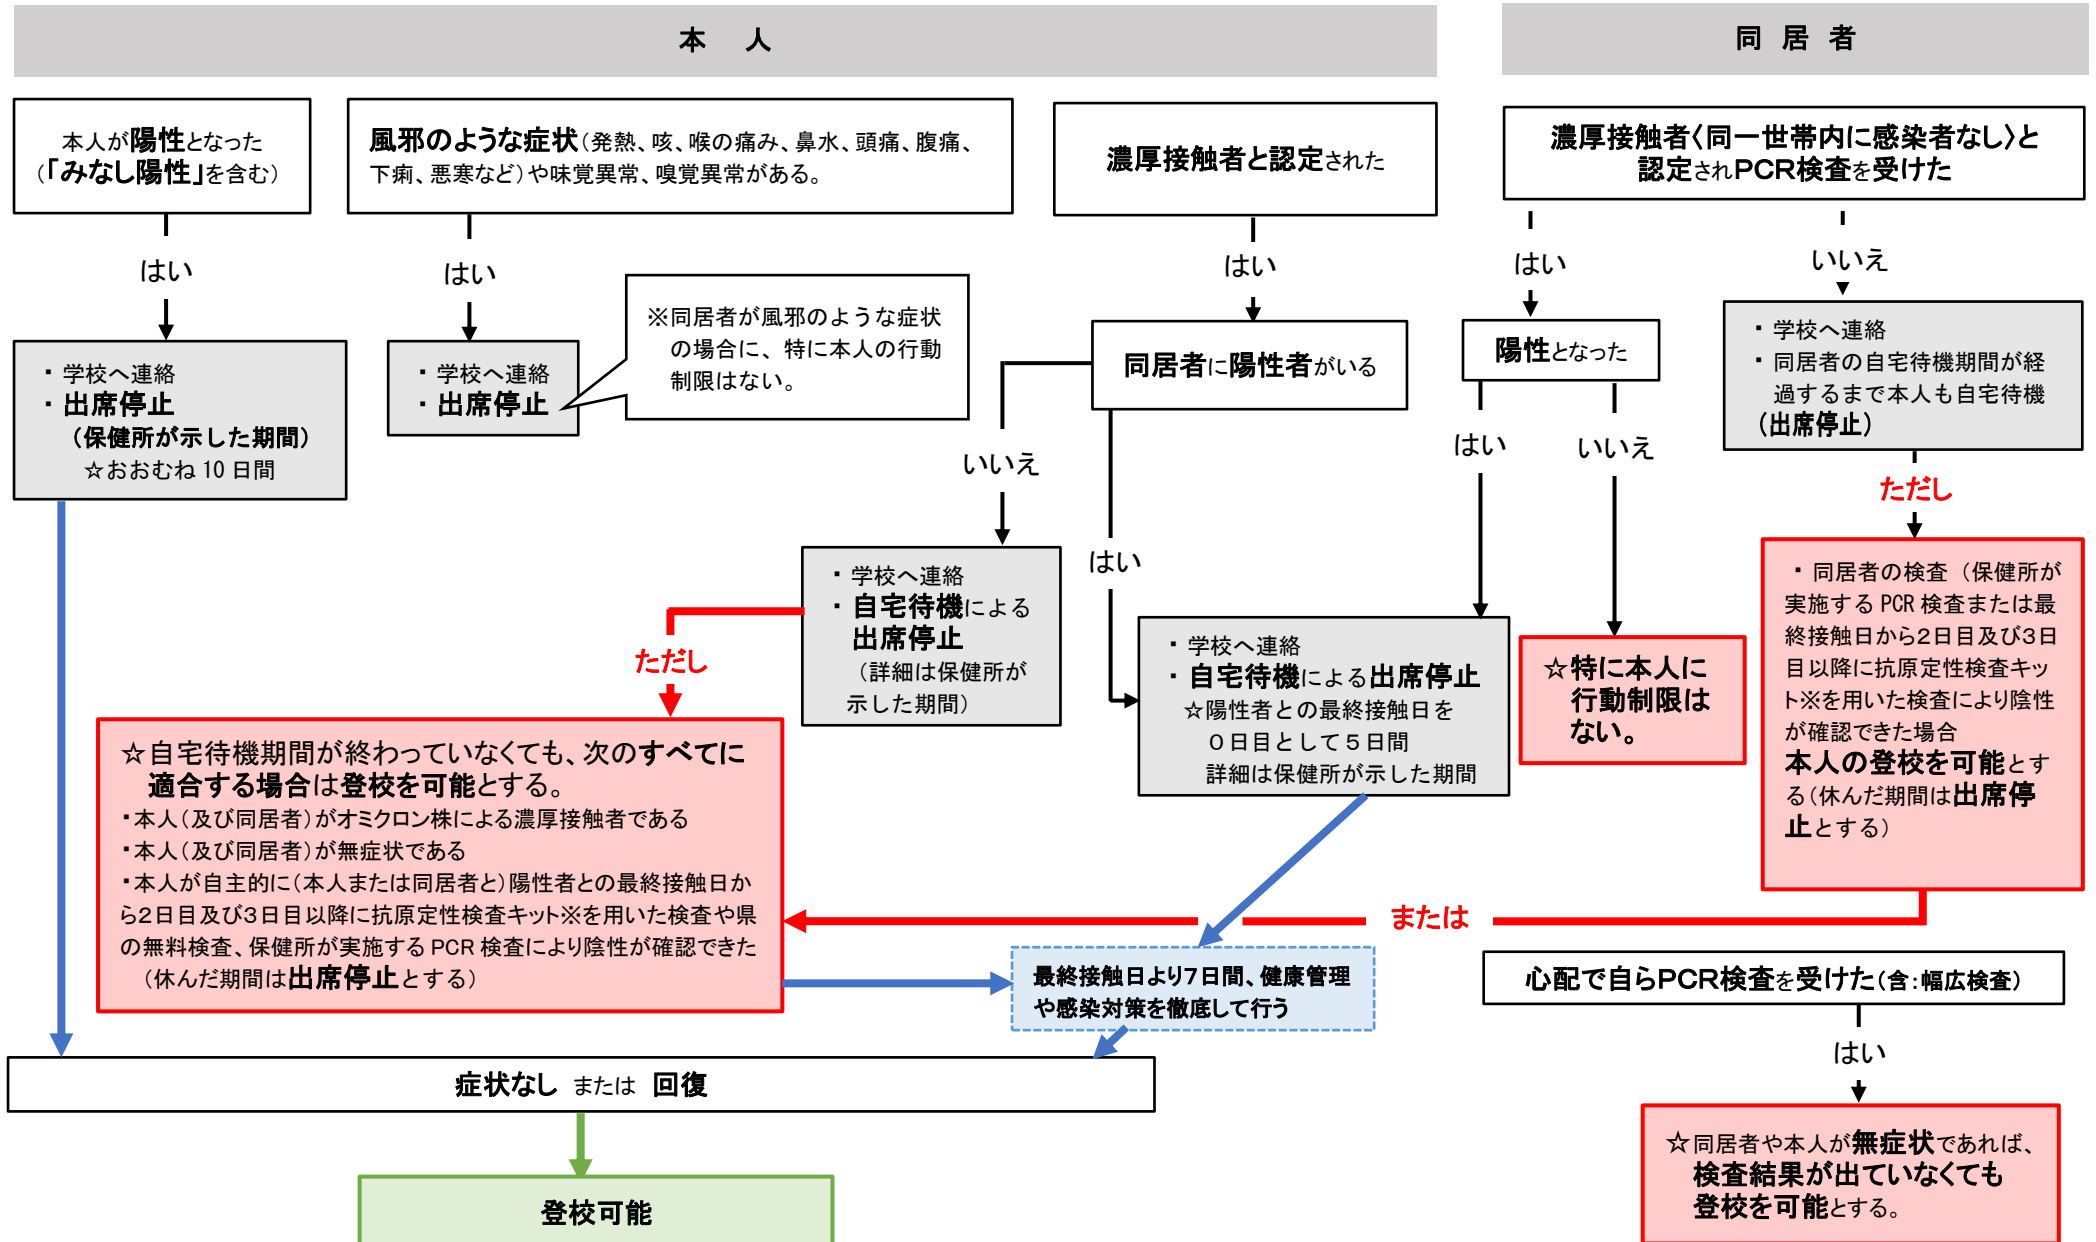 本 人
同 居 者
本人が陽性となった
(「みなし陽性」を含む)
風邪のような症状(発熱、咳、喉の痛み、鼻水、頭痛、腹痛、
下痢、悪寒など)や味覚異常、嗅覚異常がある。
濃厚接触者と認定された
濃厚接触者〈同一世帯内に感染者なし〉と
認定されPCR検査を受けた
はい
はい
はい
はい
いいえ
・学校へ連絡
・出席停止
(保健所が示した期間)
☆おおむね10日間
・学校へ連絡
・出席停止
※同居者が風邪のような症状
の場合に、特に本人の行動
制限はない。
同居者に陽性者がいる
陽性となった
・学校へ連絡
・同居者の自宅待機期間が経
過するまで本人も自宅待機
(出席停止)
いいえ
はい
はい
いいえ
ただし
・学校へ連絡
・自宅待機による
出席停止
(詳細は保健所が
示した期間)
ただし
・学校へ連絡
・自宅待機による出席停止
☆陽性者との最終接触日を
0日目として5日間
詳細は保健所が示した期間
☆特に本人に
行動制限は
ない。
・同居者の検査(保健所が
実施するPCR検査または最
終接触日から2日目及び3日
目以降に抗原定性検査キッ
ト※を用いた検査により陰性
が確認できた場合
本人の登校を可能とす
る(休んだ期間は出席停
止とする)
☆自宅待機期間が終わっていなくても、次のすべてに
適合する場合は登校を可能とする。
・本人(及び同居者)がオミクロン株による濃厚接触者である
・本人(及び同居者)が無症状である
・本人が自主的に(本人または同居者と)陽性者との最終接触日か
ら2日目及び3日目以降に抗原定性検査キット※を用いた検査や県
の無料検査、保健所が実施するPCR検査により陰性が確認できた
(休んだ期間は出席停止とする)
または
最終接触日より7日間、健康管理
や感染対策を徹底して行う
心配で自らPCR検査を受けた(含:幅広検査)
はい
症状なし または 回復
登校可能
☆同居者や本人が無症状であれば、
検査結果が出ていなくても
登校を可能とする。